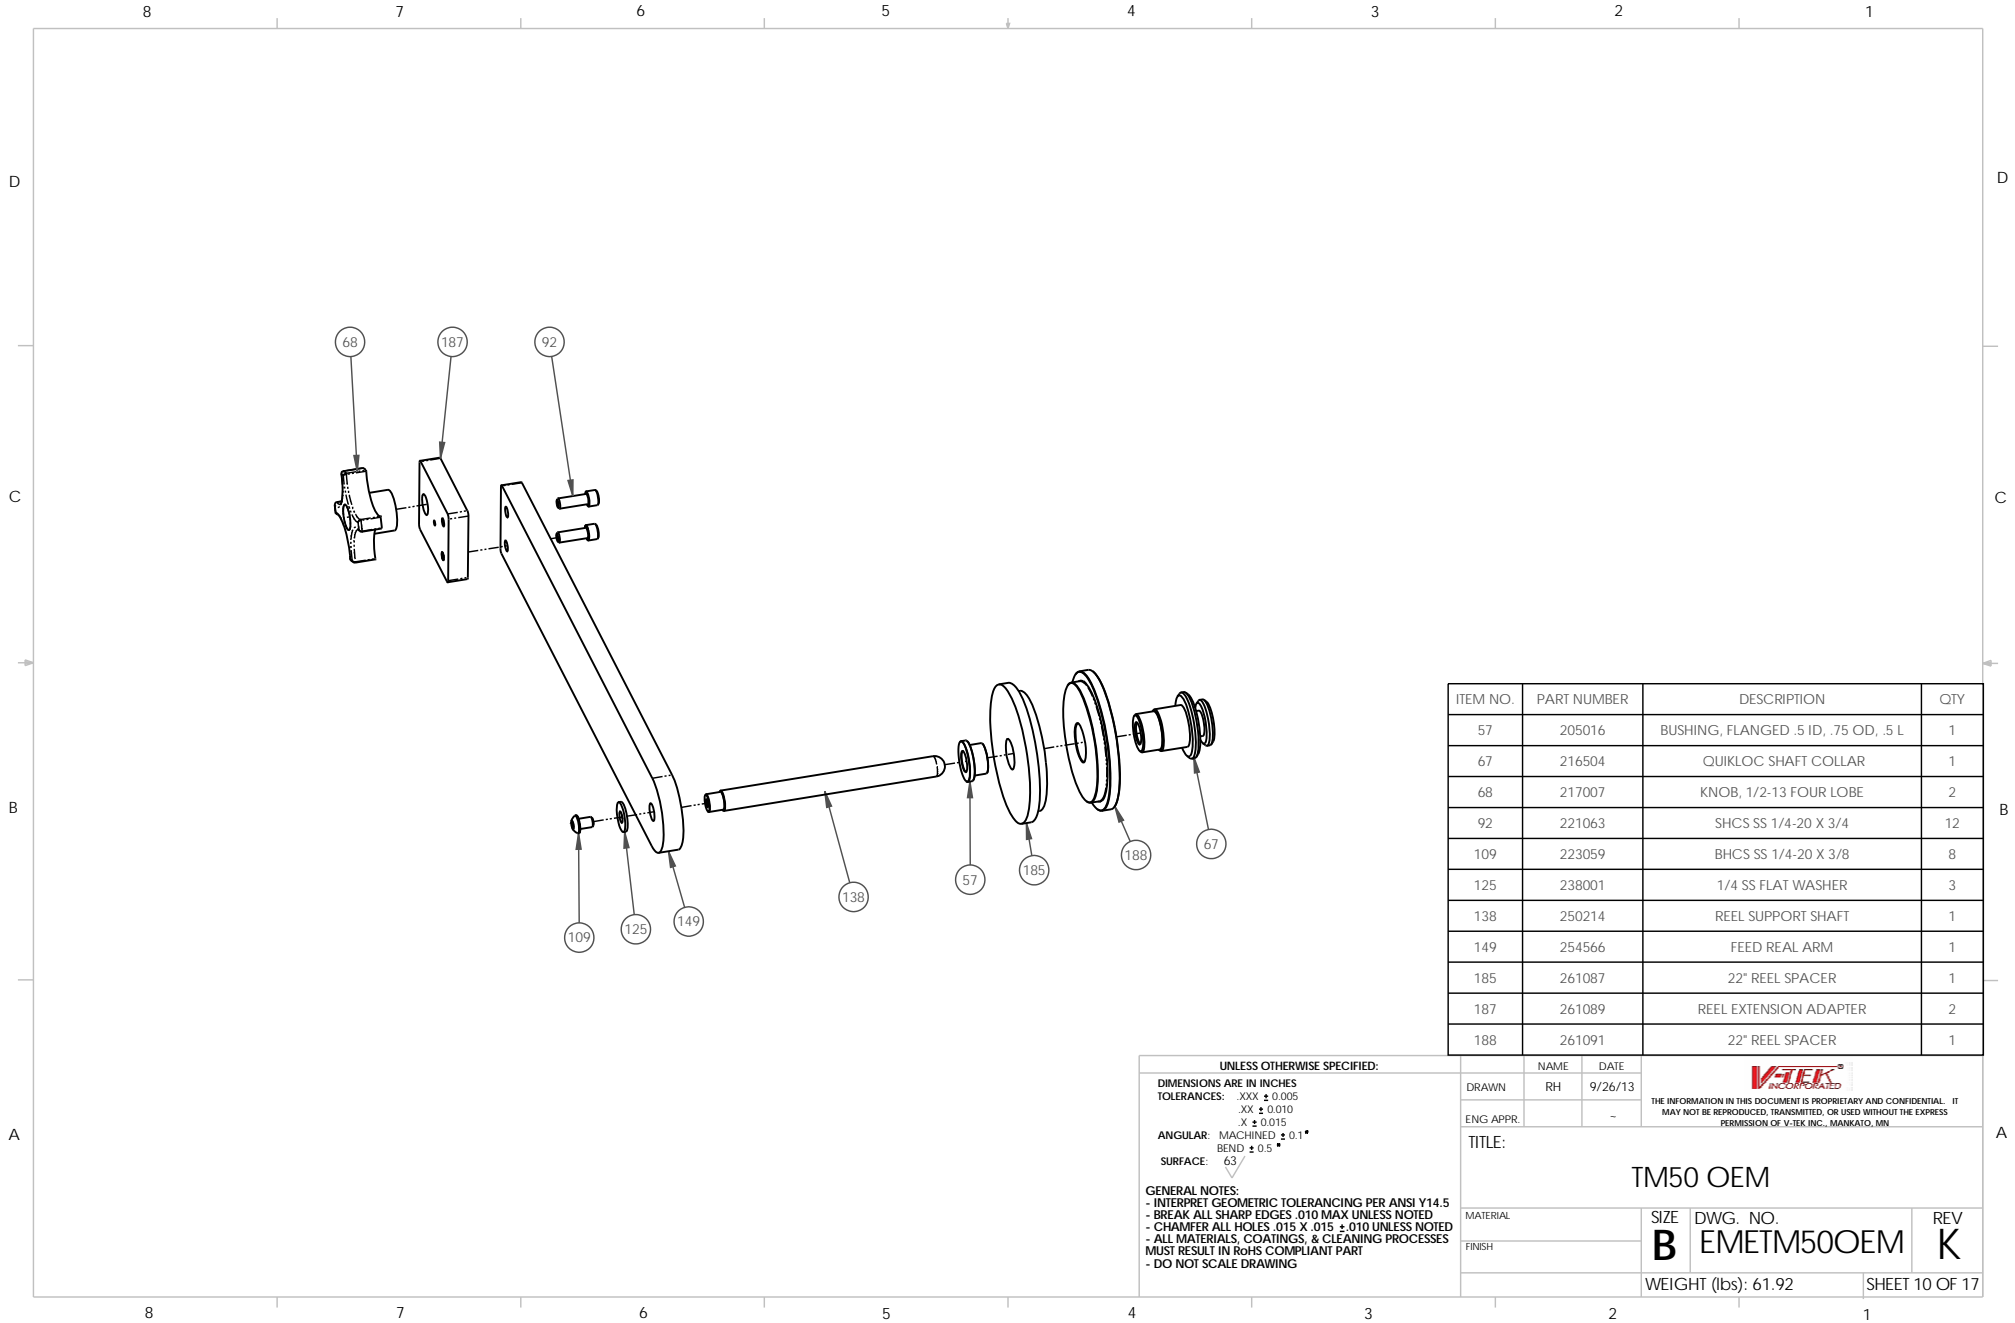 8 7 6 5 4 3 2 1
D D
68 187 92
C C
B B
109 125 149 138 57 185 188 67
ITEM NO. PART NUMBER DESCRIPTION QTY
57 205016 BUSHING, FLANGED .5 ID, .75 OD, .5 L 1
67 216504 QUIKLOC SHAFT COLLAR 1
68 217007 KNOB, 1/2-13 FOUR LOBE 2
92 221063 SHCS SS 1/4-20 X 3/4 12
109 223059 BHCS SS 1/4-20 X 3/8 8
125 238001 1/4 SS FLAT WASHER 3
138 250214 REEL SUPPORT SHAFT 1
149 254566 FEED REAL ARM 1
185 261087 22" REEL SPACER 1
187 261089 REEL EXTENSION ADAPTER 2
188 261091 22" REEL SPACER 1
A A
UNLESS OTHERWISE SPECIFIED:
DIMENSIONS ARE IN INCHES
TOLERANCES: .XXX ± 0.005
.XX ± 0.010
.X ± 0.015
ANGULAR: MACHINED ± 0.1°
BEND ± 0.5 °
SURFACE: 63
GENERAL NOTES:
- INTERPRET GEOMETRIC TOLERANCING PER ANSI Y14.5
- BREAK ALL SHARP EDGES .010 MAX UNLESS NOTED
- CHAMFER ALL HOLES .015 X .015 ±.010 UNLESS NOTED
- ALL MATERIALS, COATINGS, & CLEANING PROCESSES
MUST RESULT IN RoHS COMPLIANT PART
- DO NOT SCALE DRAWING
NAME DATE
DRAWN RH 9/26/13
ENG APPR. ~
V-TEK®
INCORPORATED
THE INFORMATION IN THIS DOCUMENT IS PROPRIETARY AND CONFIDENTIAL. IT
MAY NOT BE REPRODUCED, TRANSMITTED, OR USED WITHOUT THE EXPRESS
PERMISSION OF V-TEK INC., MANKATO, MN
TITLE:
TM50 OEM
MATERIAL
FINISH
SIZE
B
DWG. NO.
EMETM50OEM
REV
K
WEIGHT (lbs): 61.92
SHEET 10 OF 17
8 7 6 5 4 3 2 1